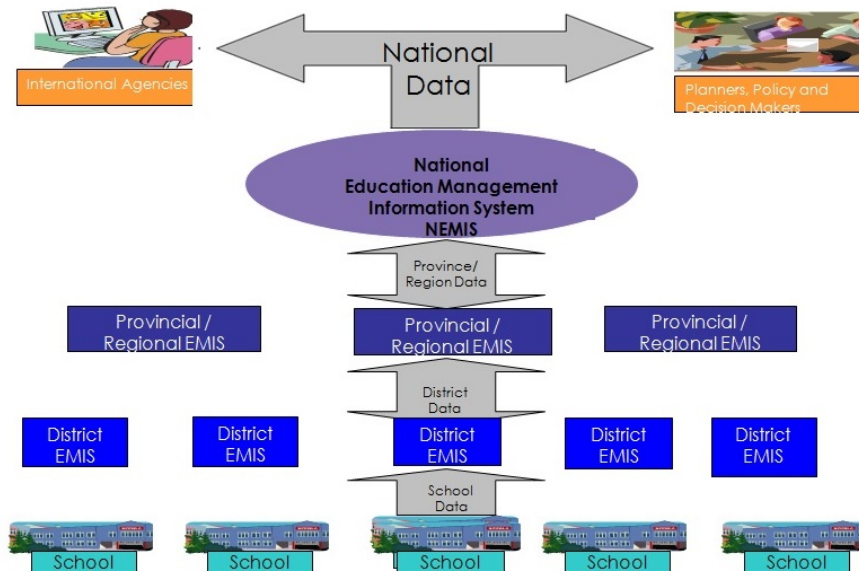 National
Data
International Agencies
Planners, Policy and
Decision Makers
National
Education Management
Information System
NEMIS
Province/
Region Data
Provincial /
Regional EMIS
Provincial /
Regional EMIS
Provincial /
Regional EMIS
District
Data
District
EMIS
District
EMIS
District
EMIS
District
EMIS
District
EMIS
School
Data
School
School
School
School
School